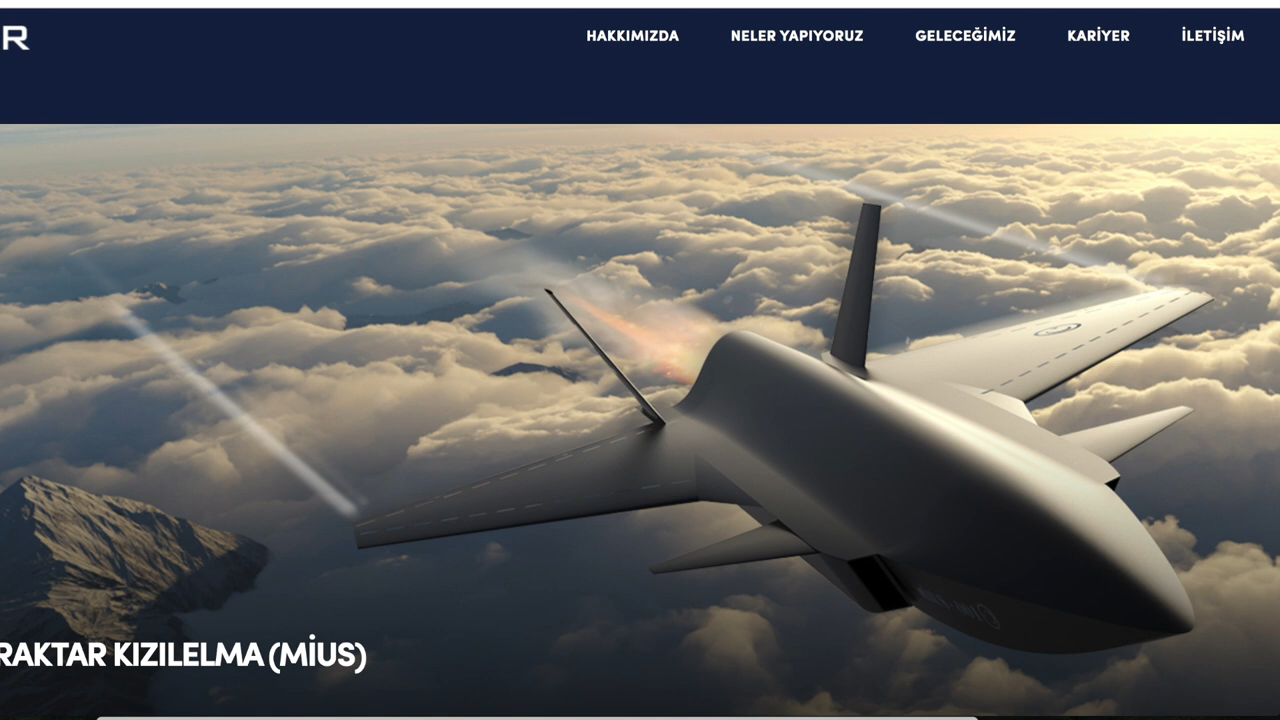 R
HAKKIMIZDA
NELER YAPIYORUZ
GELECEĞİMİZ
KARİYER
İLETİŞİM
RAKTAR KIZILELMA (MİUS)